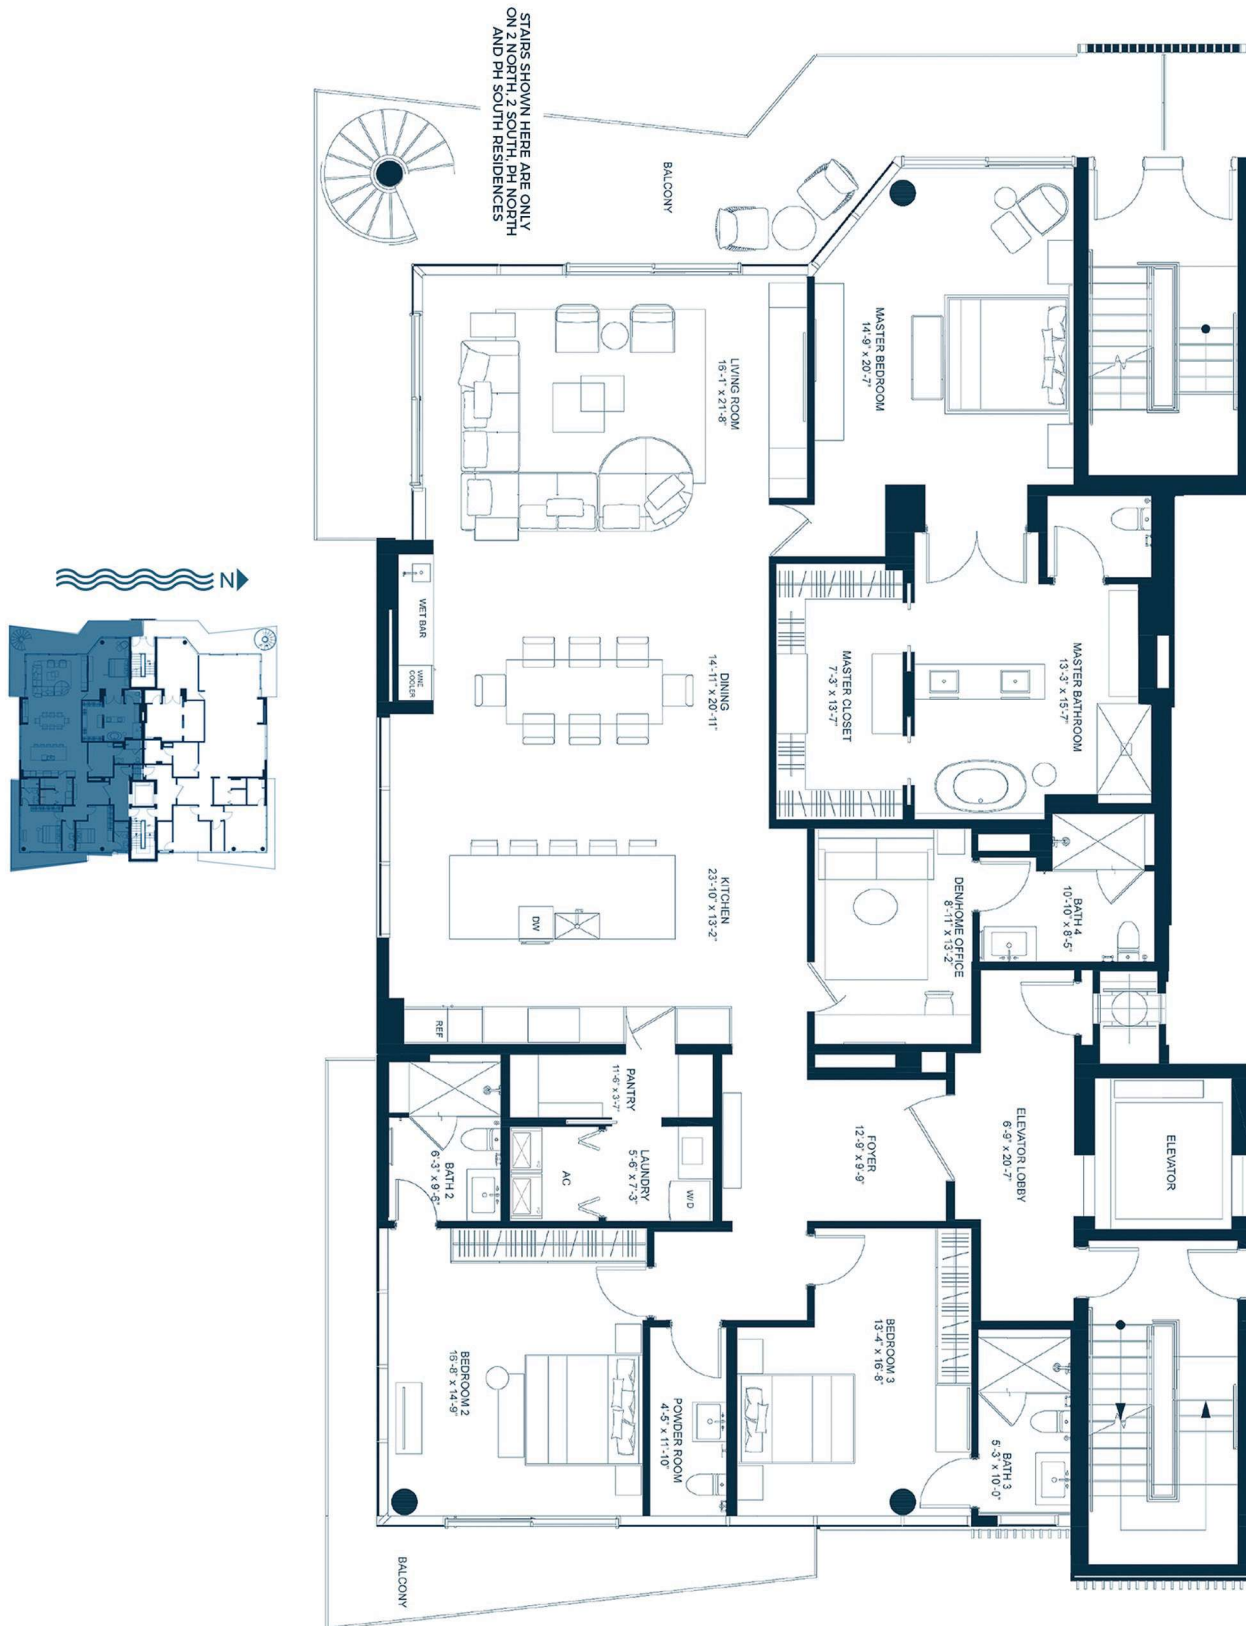 STAIRS SHOWN HERE ARE ONLY
ON 2 NORTH, 2 SOUTH, PH NORTH
AND PH SOUTH RESIDENCES
BALCONY
MASTER BEDROOM
14'-9" x 20'-7"
LIVING ROOM
16'-1" x 21'-8"
N
WET BAR
WINE
COOLER
DINING
14'-11" x 20'-11"
MASTER CLOSET
7'-3" x 13'-7"
MASTER BATHROOM
13'-3" x 15'-7"
KITCHEN
23'-10" x 13'-2"
DW
REF
DEN/HOME OFFICE
8'-11" x 13'-2"
BATH 4
10'-10" x 8'-5"
PANTRY
11'-6" x 3'-7"
LAUNDRY
5'-6" x 7'-3"
W/D
AC
BATH 2
6'-3" x 9'-6"
FOYER
12'-9" x 9'-9"
ELEVATOR LOBBY
6'-9" x 20'-7"
ELEVATOR
BEDROOM 2
16'-8" x 14'-9"
POWDER ROOM
4'-5" x 11'-10"
BEDROOM 3
13'-4" x 16'-8"
BATH 3
5'-3" x 10'-0"
BALCONY